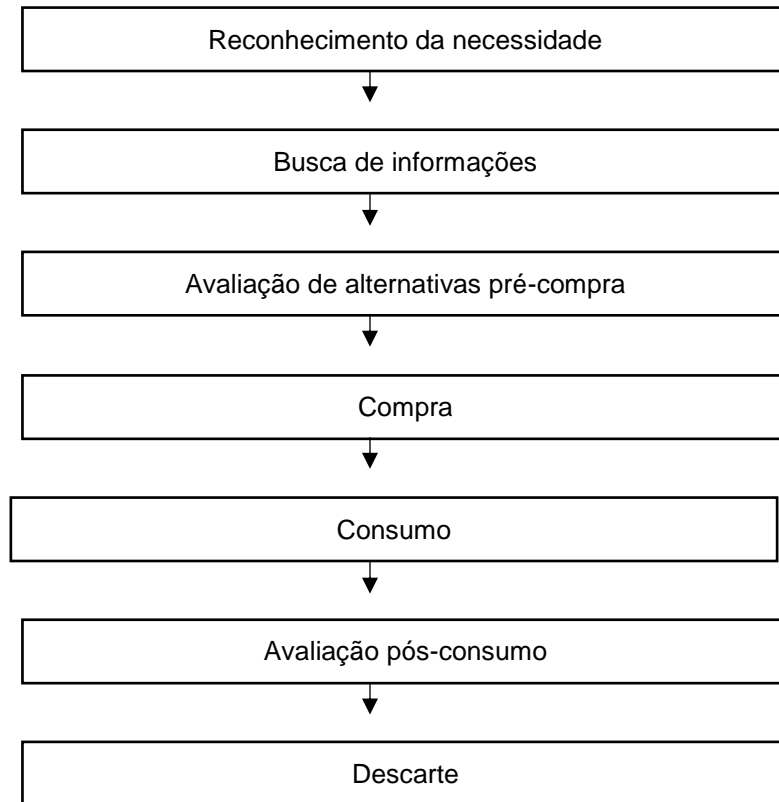 Reconhecimento da necessidade
Busca de informações
Avaliação de alternativas pré-compra
Compra
Consumo
Avaliação pós-consumo
Descarte